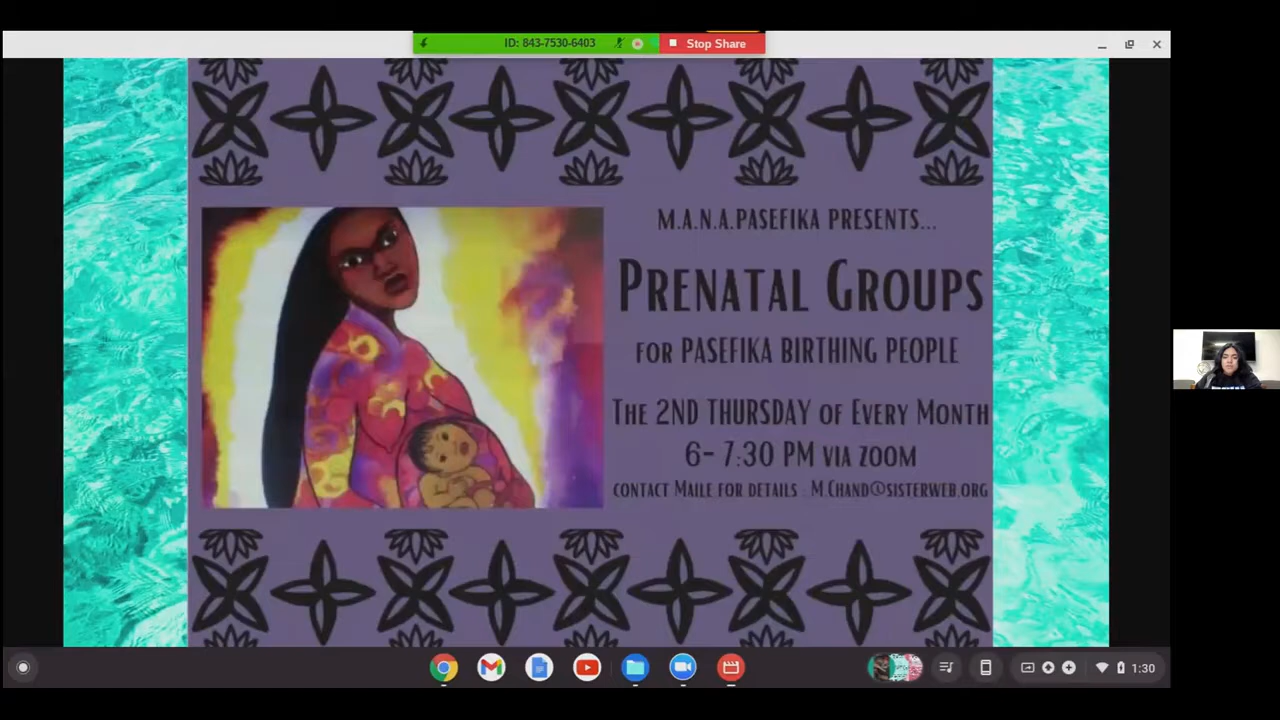 ID: 843-7530-6403
Stop Share
M.A.N.A.PASEFIKA PRESENTS...
PRENATAL GROUPS
FOR PASEFIKA BIRTHING PEOPLE
THE 2ND THURSDAY OF EVERY MONTH
6- 7:30 PM VIA ZOOM
CONTACT MAILE FOR DETAILS : M.CHAND@SISTERWEB.ORG
1:30